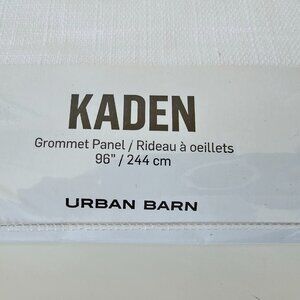 KADEN
Grommet Panel / Rideau à oeillets
96" / 244 cm
URBAN BARN